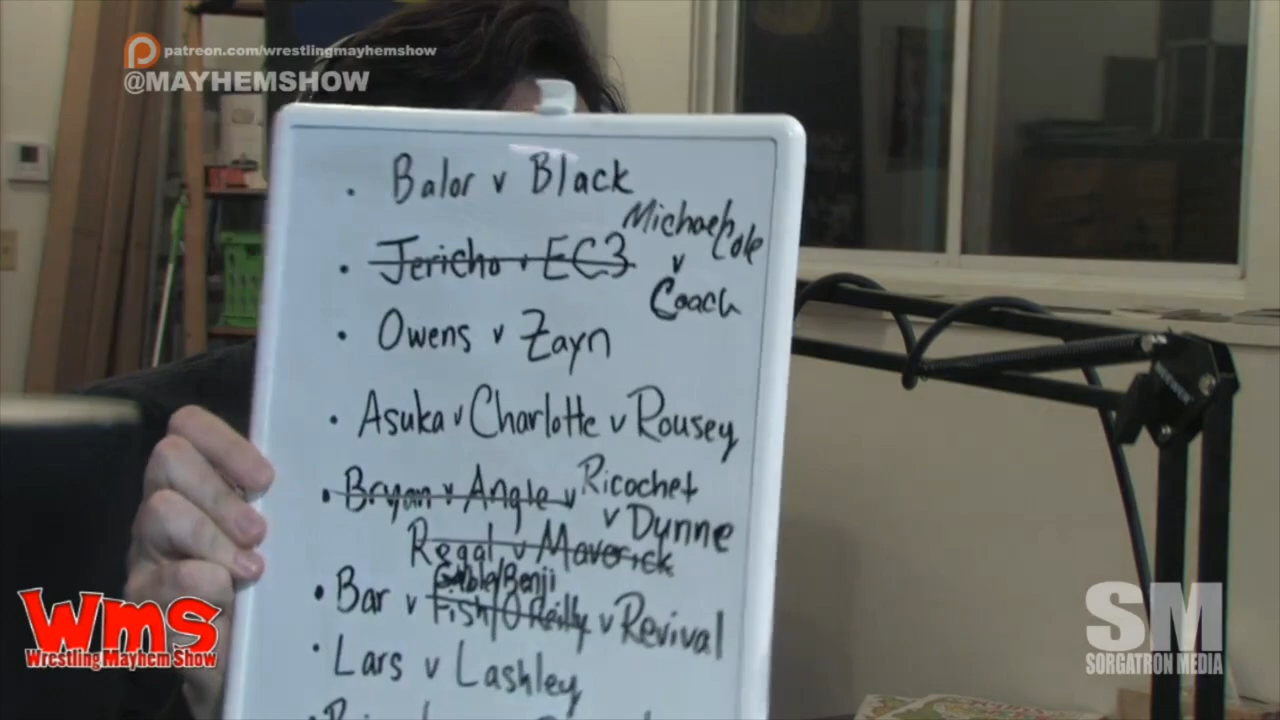 patreon.com/wrestlingmayhemshow
@MAYHEMSHOW
• Balor v Black
• Jericho v EC3 Michael Cole
v
Coach
• Owens v Zayn
• Asuka v Charlotte v Rousey
• Bryan v Angle v Ricochet
v Dunne
Regal v Maverick
Gable/Benji
• Bar v Fish/O'Reilly v Revival
• Lars v Lashley
WMS
Wrestling Mayhem Show
SM
SORGATRON MEDIA